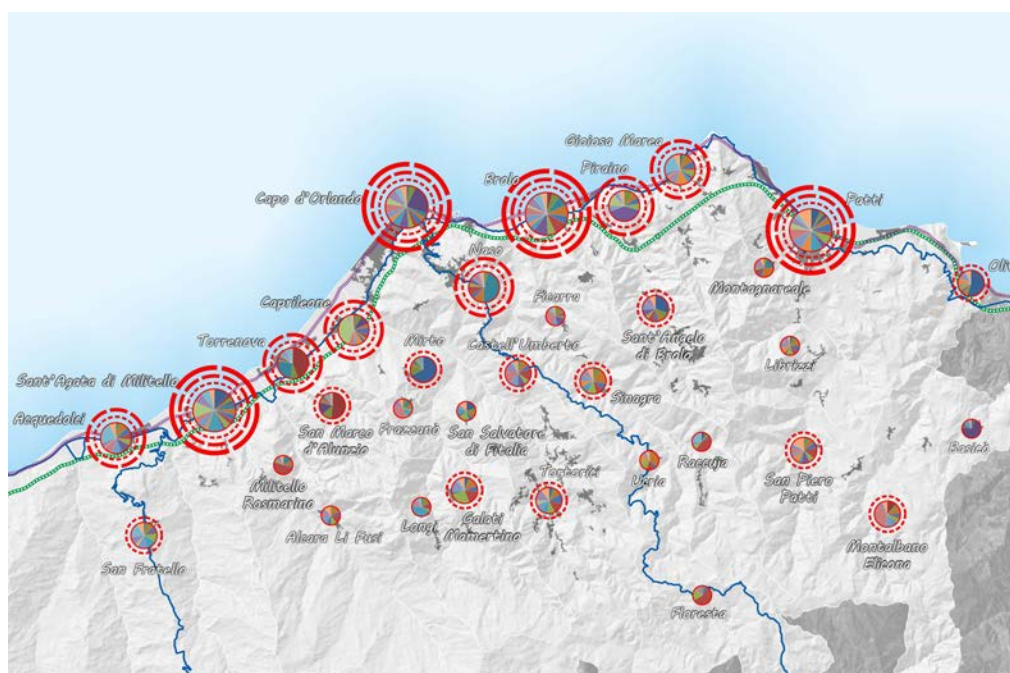 Gioiosa Marea
Piraino
Brolo
Capo d'Orlando
Patti
Naso
Montagnareale
Ficarra
Caprileone
Sant'Angelo
di Brolo
Torrenova
Mirto
Castell'Umberto
Librizzi
Sant'Agata di Militello
Sinagra
Acquedolci
Frazzanò
San Marco
d'Alunzio
San Salvatore
di Fitalia
Basicò
Raccuja
Tortorici
Ucria
San Piero
Patti
Militello
Rosmarino
Galati
Mamertino
Longi
Alcara Li Fusi
Montalbano
Elicona
San Fratello
Floresta